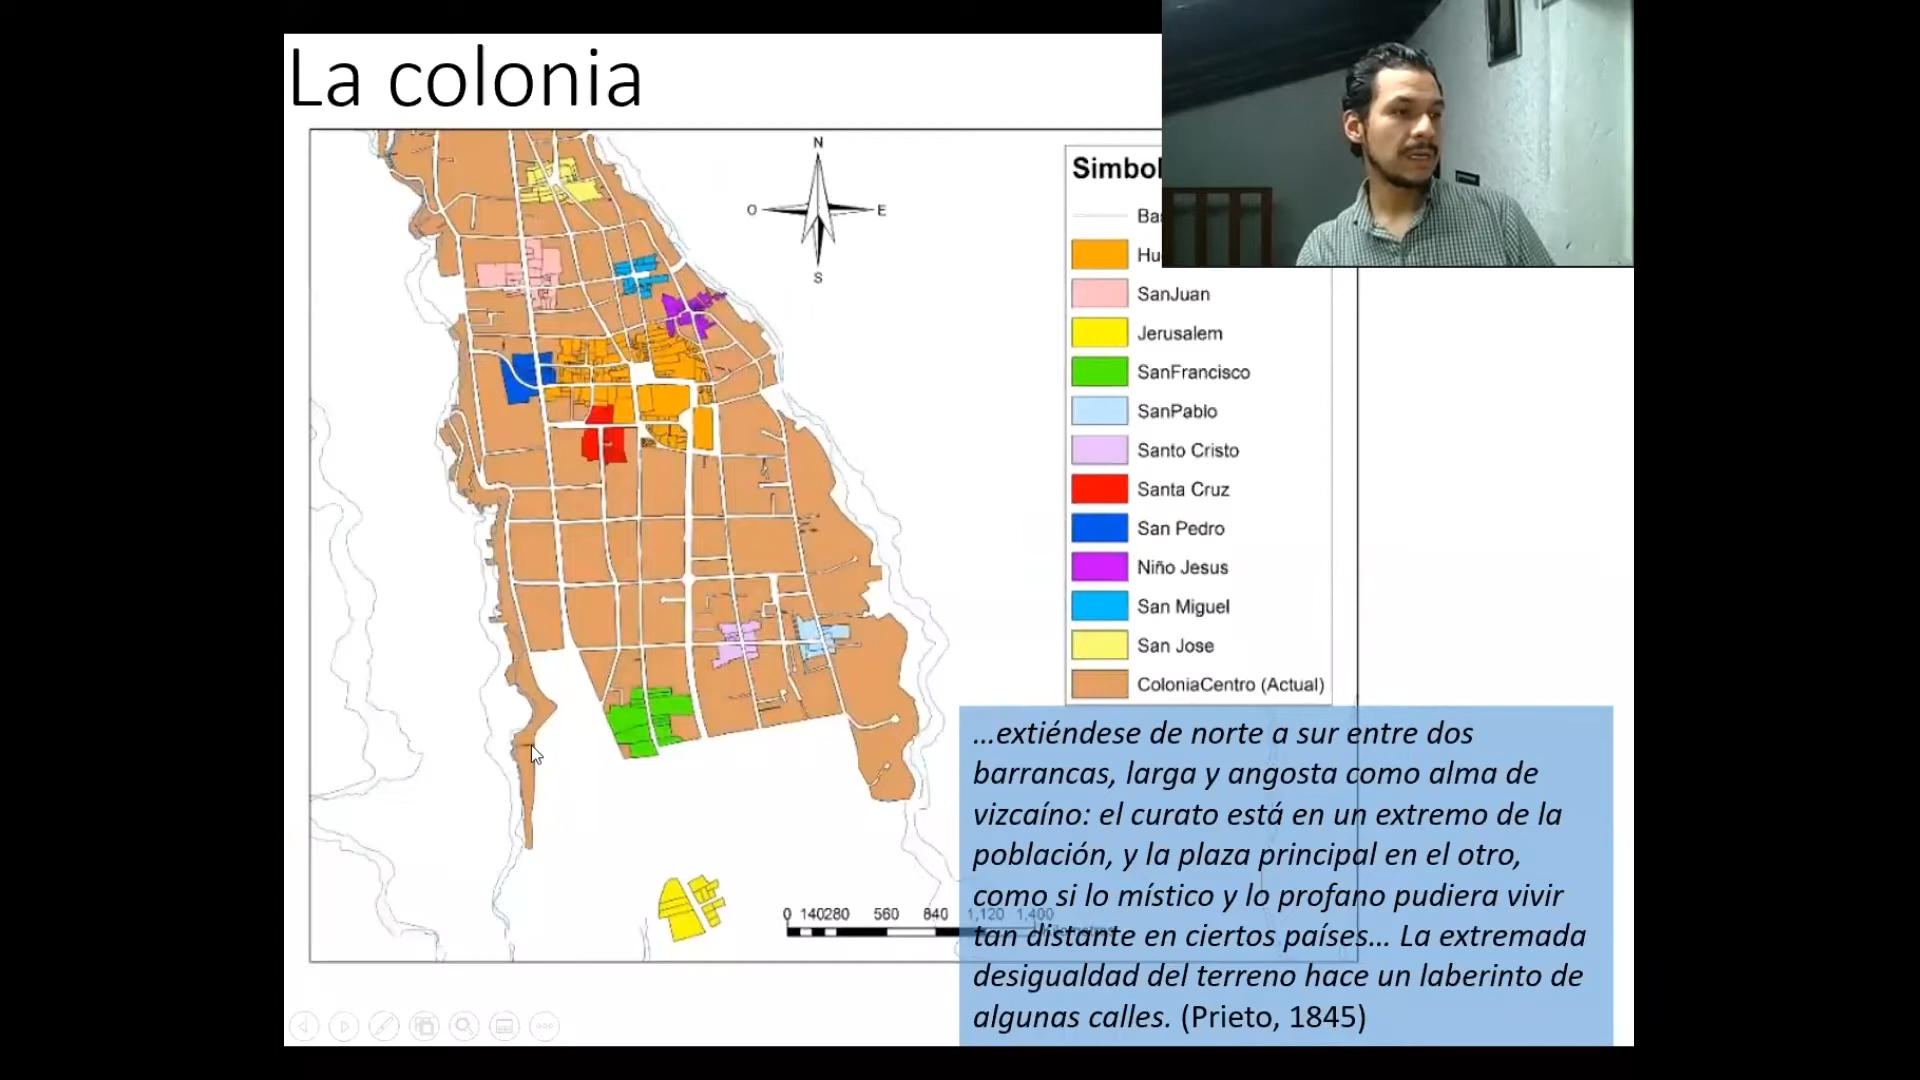 La colonia
N
O
E
S
Simbol
Ba
Hu
SanJuan
Jerusalem
SanFrancisco
SanPablo
Santo Cristo
Santa Cruz
San Pedro
Niño Jesus
San Miguel
San Jose
ColoniaCentro (Actual)
0 140280 560 840 1,120 1,400
...extiéndese de norte a sur entre dos
barrancas, larga y angosta como alma de
vizcaíno: el curato está en un extremo de la
población, y la plaza principal en el otro,
como si lo místico y lo profano pudiera vivir
tan distante en ciertos países... La extremada
desigualdad del terreno hace un laberinto de
algunas calles. (Prieto, 1845)